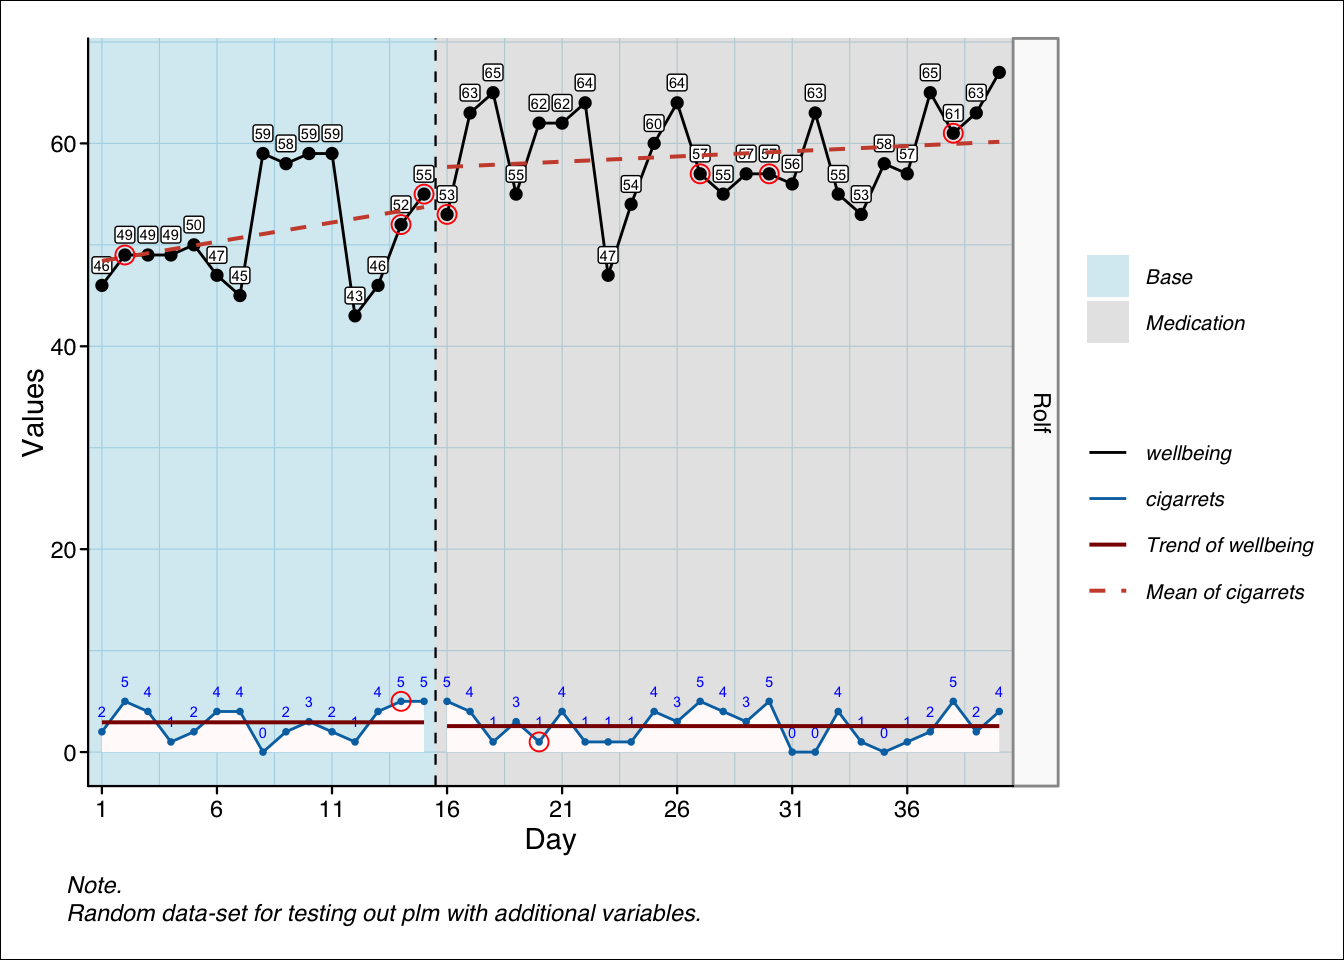 65 65
64 64
63 62 62 63 63
60 61
59 58 59 59
60
57 57 57 58 57
55 53 55 55 56 55 53
52 54
49 49 49 50
46 47 45 46 47
43
40
Values
20
5 4 4 4 4 5 5 5 4 4 4 5 4 5 4 5 4
2 1 2 0 2 3 2 1 1 3 1 1 1 1 3 3 0 0 1 0 1 2 2
0
1 6 11 16 21 26 31 36
Day
Rolf
Base
Medication
wellbeing
cigarrets
Trend of wellbeing
Mean of cigarrets
Note.
Random data-set for testing out plm with additional variables.